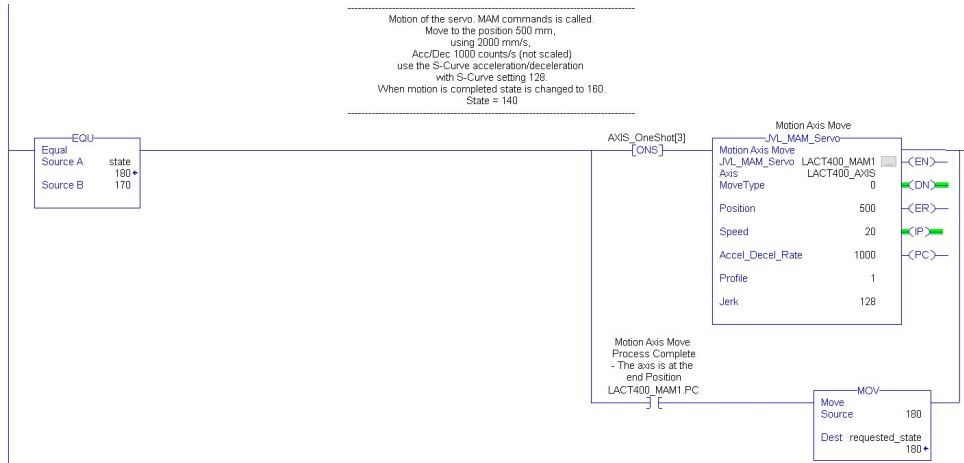 Motion of the servo. MAM commands is called.
Move to the position 500 mm,
using 2000 mm/s,
Acc/Dec 1000 counts/s (not scaled)
use the S-Curve acceleration/deceleration
with S-Curve setting 128.
When motion is completed state is changed to 160.
State = 140
EQU
Equal
Source A state
180
Source B 170
AXIS_OneShot[3]
ONS
Motion Axis Move
JVL_MAM_Servo
Motion Axis Move
JVL_MAM_Servo LACT400_MAM1 ...
Axis LACT400_AXIS
MoveType 0
Position 500
Speed 20
Accel_Decel_Rate 1000
Profile 1
Jerk 128
EN
DN
ER
IP
PC
Motion Axis Move
Process Complete
- The axis is at the
end Position
LACT400_MAM1.PC
MOV
Move
Source 180
Dest requested_state
180